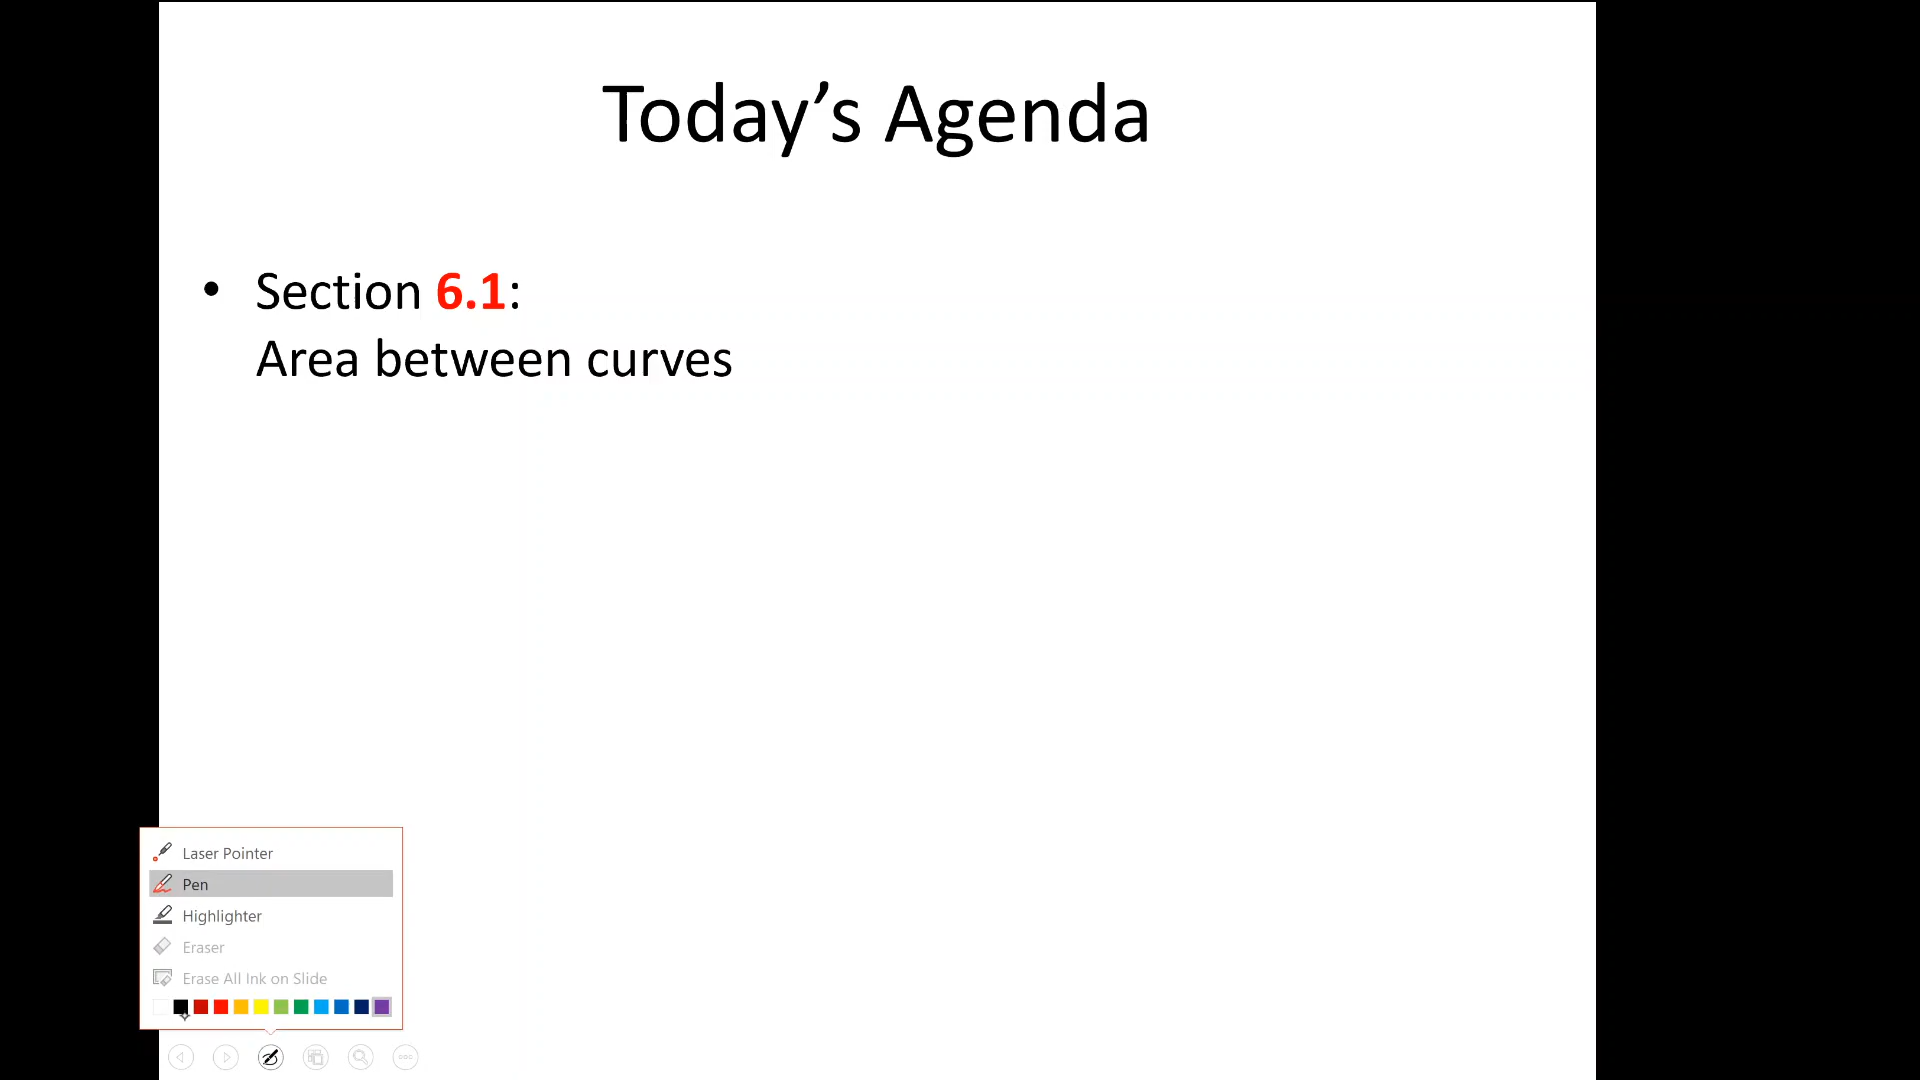 Today’s Agenda
• Section 6.1:
Area between curves
Laser Pointer
Pen
Highlighter
Eraser
Erase All Ink on Slide